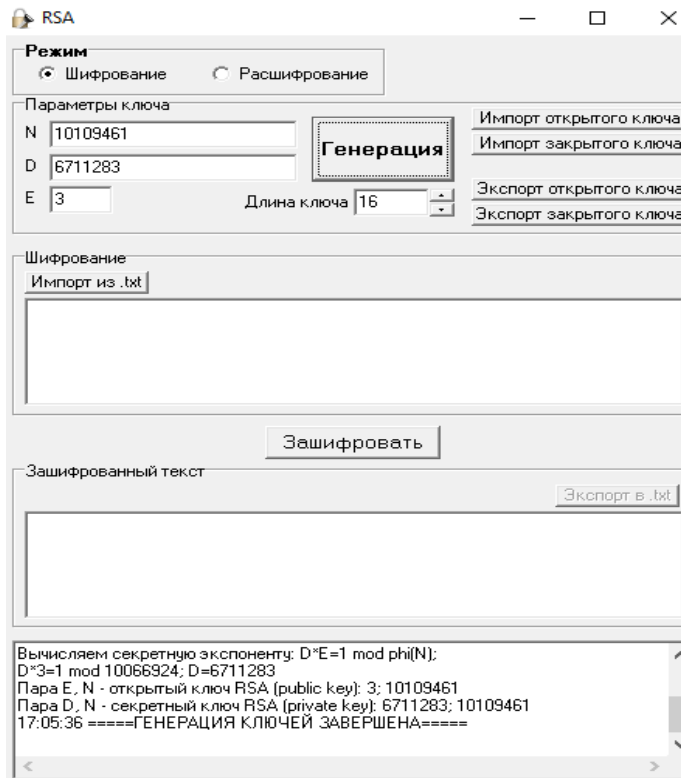 RSA
Режим
Шифрование Расшифрование
Параметры ключа
N 10109461
D 6711283
E 3
Генерация
Длина ключа 16
Импорт открытого ключа
Импорт закрытого ключа
Экспорт открытого ключа
Экспорт закрытого ключа
Шифрование
Импорт из .txt
Зашифровать
Зашифрованный текст
Экспорт в .txt
Вычисляем секретную экспоненту: D*E=1 mod phi(N);
D*3=1 mod 10066924; D=6711283
Пара E, N - открытый ключ RSA (public key): 3; 10109461
Пара D, N - секретный ключ RSA (private key): 6711283; 10109461
17:05:36 =====ГЕНЕРАЦИЯ КЛЮЧЕЙ ЗАВЕРШЕНА=====